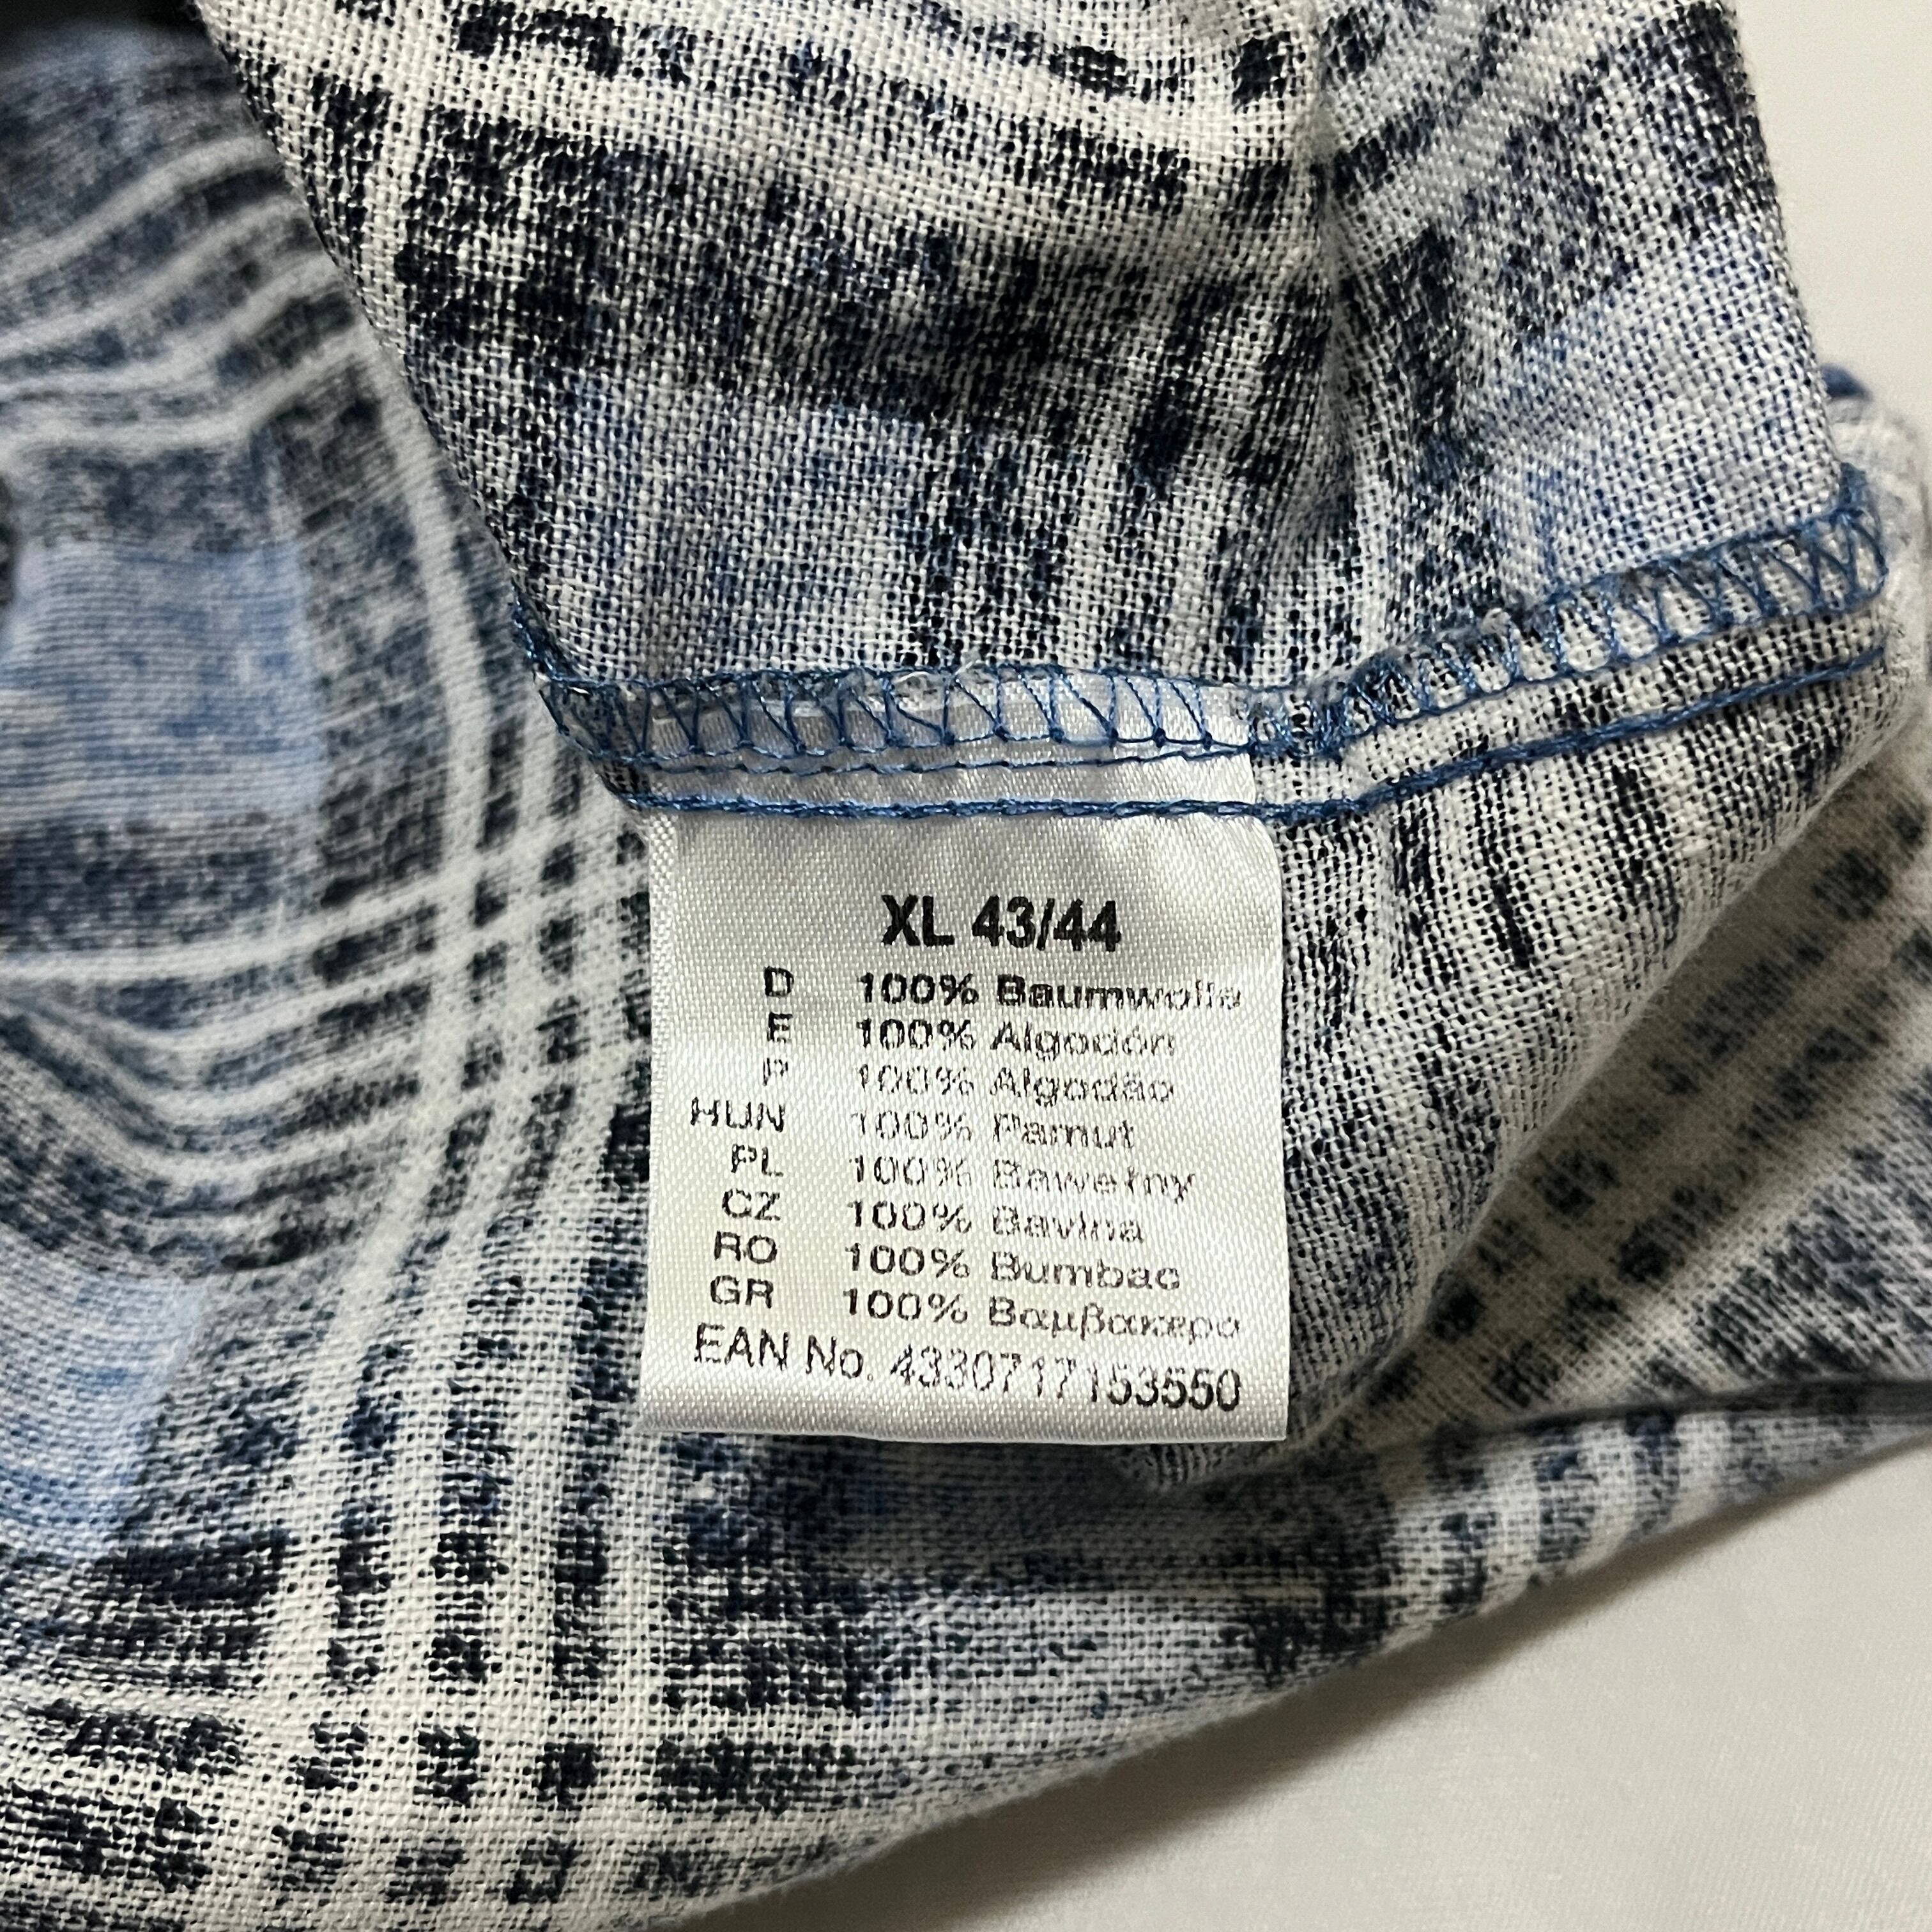 XL 43/44
D 100% Baumwolle
E 100% Algodón
P 100% Algodão
HUN 100% Pamut
PL 100% Bawełny
CZ 100% Bavlna
RO 100% Bumbac
GR 100% Βαμβακερο
EAN No. 4330717153550